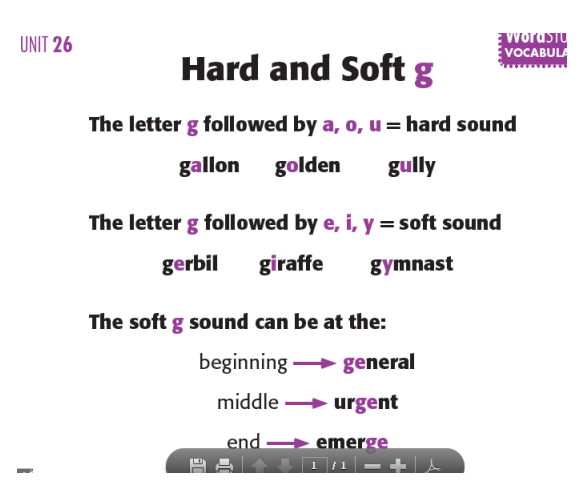 UNIT 26
VOCABULA
Hard and Soft g
The letter g followed by a, o, u = hard sound
gallon golden gully
The letter g followed by e, i, y = soft sound
gerbil giraffe gymnast
The soft g sound can be at the:
beginning → general
middle → urgent
end → emerge
1 / 1